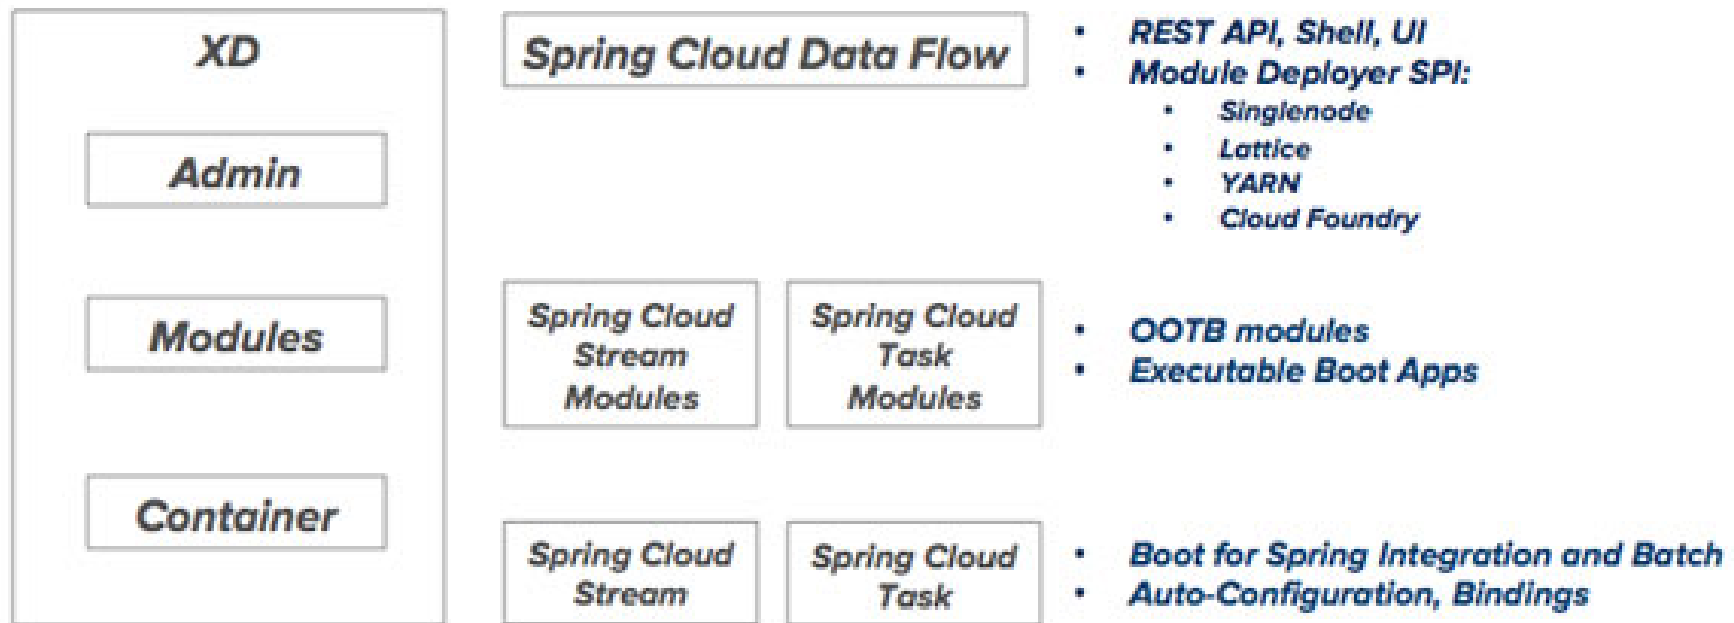 XD
Admin
Modules
Container
Spring Cloud Data Flow
Spring Cloud
Stream
Modules
Spring Cloud
Task
Modules
Spring Cloud
Stream
Spring Cloud
Task
• REST API, Shell, UI
• Module Deployer SPI:
• Singlenode
• Lattice
• YARN
• Cloud Foundry
• OOTB modules
• Executable Boot Apps
• Boot for Spring Integration and Batch
• Auto-Configuration, Bindings